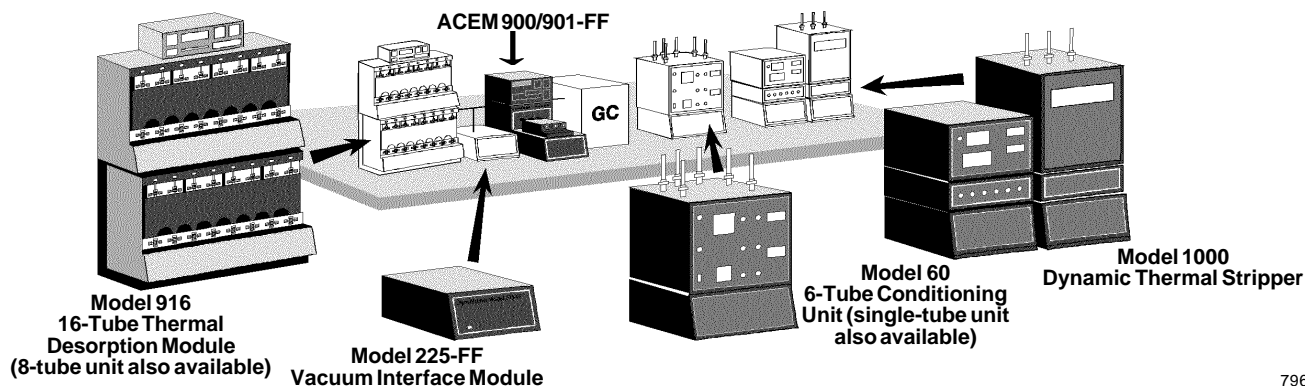 ACEM 900/901-FF
GC
Model 916
16-Tube Thermal
Desorption Module
(8-tube unit also available)
Model 225-FF
Vacuum Interface Module
Model 60
6-Tube Conditioning
Unit (single-tube unit
also available)
Model 1000
Dynamic Thermal Stripper
796